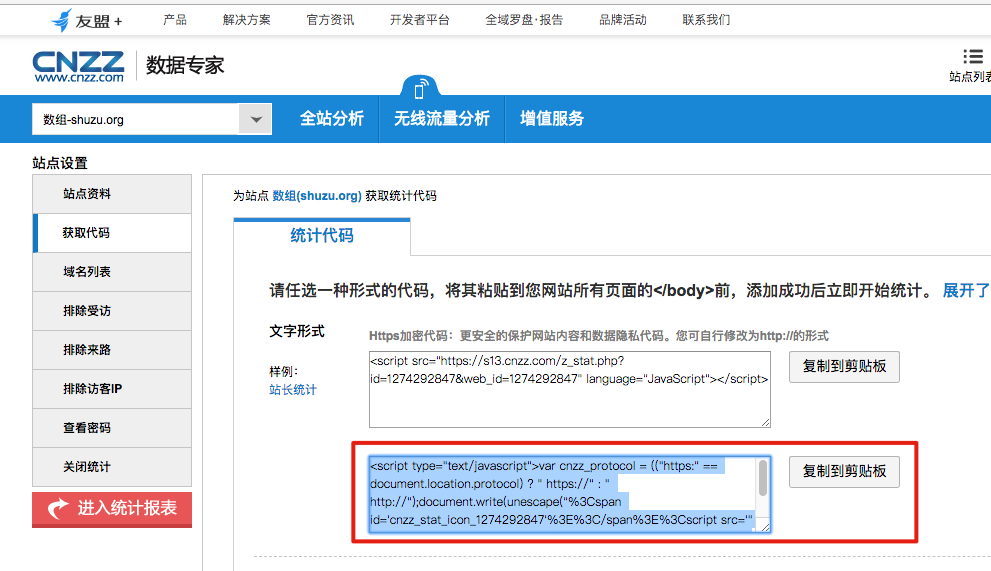 友盟+
产品 解决方案 官方资讯 开发者平台 全域罗盘·报告 品牌活动 联系我们
CNZZ
www.cnzz.com
数据专家
站点列表
数组-shuzu.org
全站分析 无线流量分析 增值服务
站点设置
站点资料
获取代码
域名列表
排除受访
排除来路
排除访客IP
查看密码
关闭统计
进入统计报表
为站点 数组(shuzu.org) 获取统计代码
统计代码
请任选一种形式的代码，将其粘贴到您网站所有页面的</body>前，添加成功后立即开始统计。 展开了
文字形式
Https加密代码：更安全的保护网站内容和数据隐私代码。您可自行修改为http://的形式
样例：
站长统计
<script src="https://s13.cnzz.com/z_stat.php?
id=1274292847&web_id=1274292847" language="JavaScript"></script>
复制到剪贴板
<script type="text/javascript">var cnzz_protocol = (("https:" ==
document.location.protocol) ? " https://" : "
http://");document.write(unescape("%3Cspan
id='cnzz_stat_icon_1274292847'%3E%3C/span%3E%3Cscript src='"
复制到剪贴板